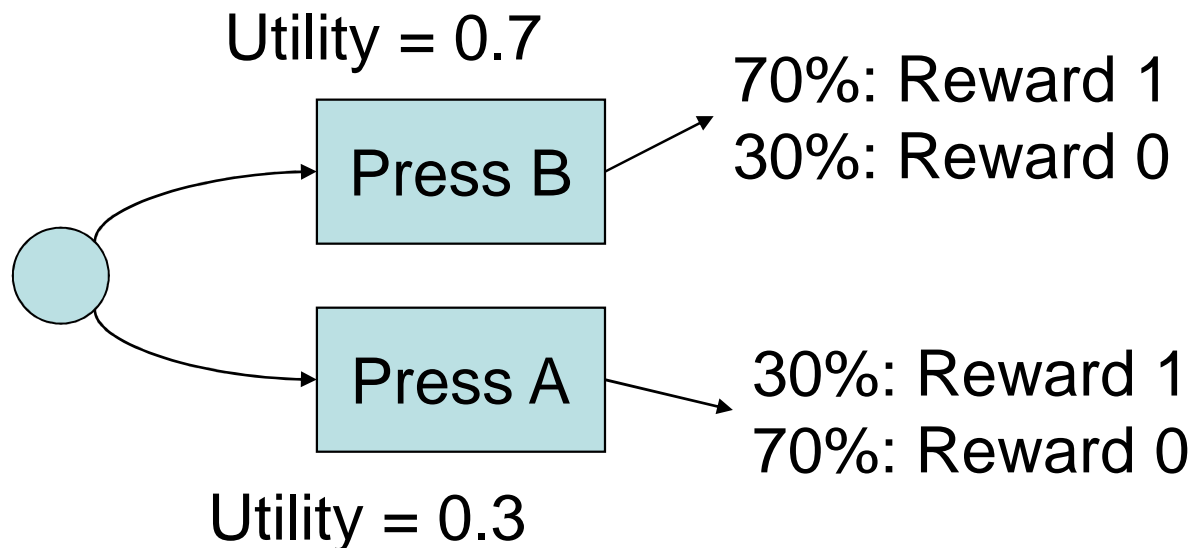 Utility = 0.7
Press B
70%: Reward 1
30%: Reward 0
Press A
30%: Reward 1
70%: Reward 0
Utility = 0.3